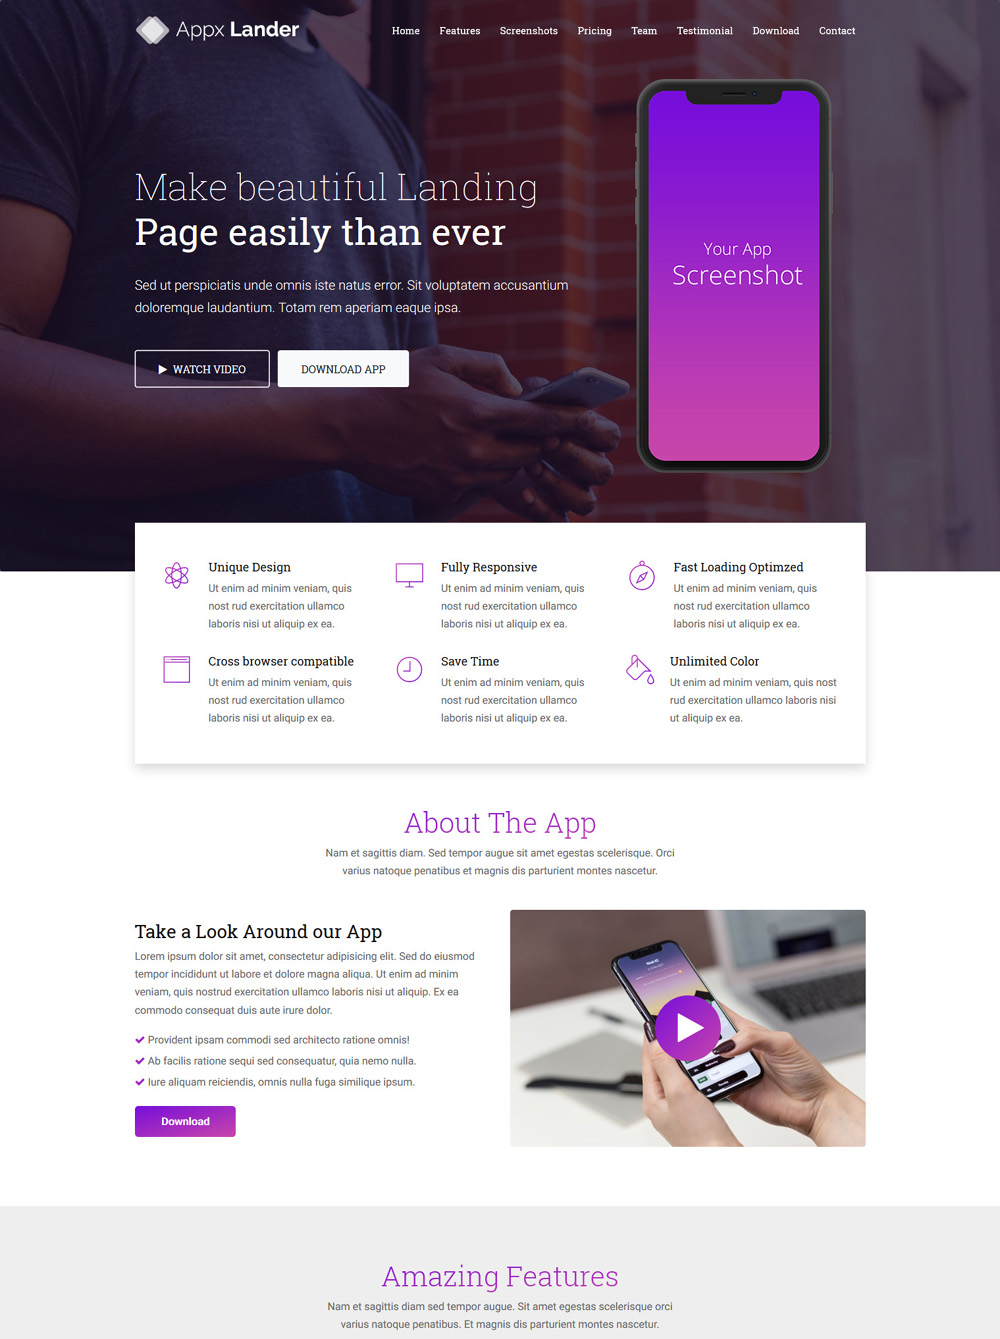 Appx Lander
Home Features Screenshots Pricing Team Testimonial Download Contact
Make beautiful Landing
Page easily than ever
Sed ut perspiciatis unde omnis iste natus error. Sit voluptatem accusantium
doloremque laudantium. Totam rem aperiam eaque ipsa.
WATCH VIDEO
DOWNLOAD APP
Your App
Screenshot
Unique Design
Ut enim ad minim veniam, quis
nost rud exercitation ullamco
laboris nisi ut aliquip ex ea.
Fully Responsive
Ut enim ad minim veniam, quis
nost rud exercitation ullamco
laboris nisi ut aliquip ex ea.
Fast Loading Optimzed
Ut enim ad minim veniam, quis
nost rud exercitation ullamco
laboris nisi ut aliquip ex ea.
Cross browser compatible
Ut enim ad minim veniam, quis
nost rud exercitation ullamco
laboris nisi ut aliquip ex ea.
Save Time
Ut enim ad minim veniam, quis
nost rud exercitation ullamco
laboris nisi ut aliquip ex ea.
Unlimited Color
Ut enim ad minim veniam, quis nost
rud exercitation ullamco laboris nisi
ut aliquip ex ea.
About The App
Nam et sagittis diam. Sed tempor augue sit amet egestas scelerisque. Orci
varius natoque penatibus et magnis dis parturient montes nascetur.
Take a Look Around our App
Lorem ipsum dolor sit amet, consectetur adipisicing elit. Sed do eiusmod
tempor incididunt ut labore et dolore magna aliqua. Ut enim ad minim
veniam, quis nostrud exercitation ullamco laboris nisi ut aliquip. Ex ea
commodo consequat duis aute irure dolor.
Provident ipsam commodi sed architecto ratione omnis!
Ab facilis ratione sequi sed consequatur, quia nemo nulla.
Iure aliquam reiciendis, omnis nulla fuga similique ipsum.
Download
Amazing Features
Nam et sagittis diam sed tempor augue. Sit amet egestas scelerisque orci
varius natoque penatibus. Et magnis dis parturient montes nascetur.